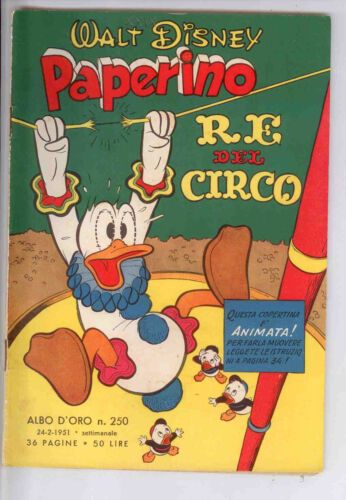 WALT DISNEY
Paperino
RE
DEL
CIRCO
QUESTA COPERTINA
E'
ANIMATA!
PER FARLA MUOVERE
LEGGETE LE ISTRUZIO
NI A PAGINA 34!
ALBO D'ORO n. 250
24-2-1951 • settimanale
36 PAGINE • 50 LIRE